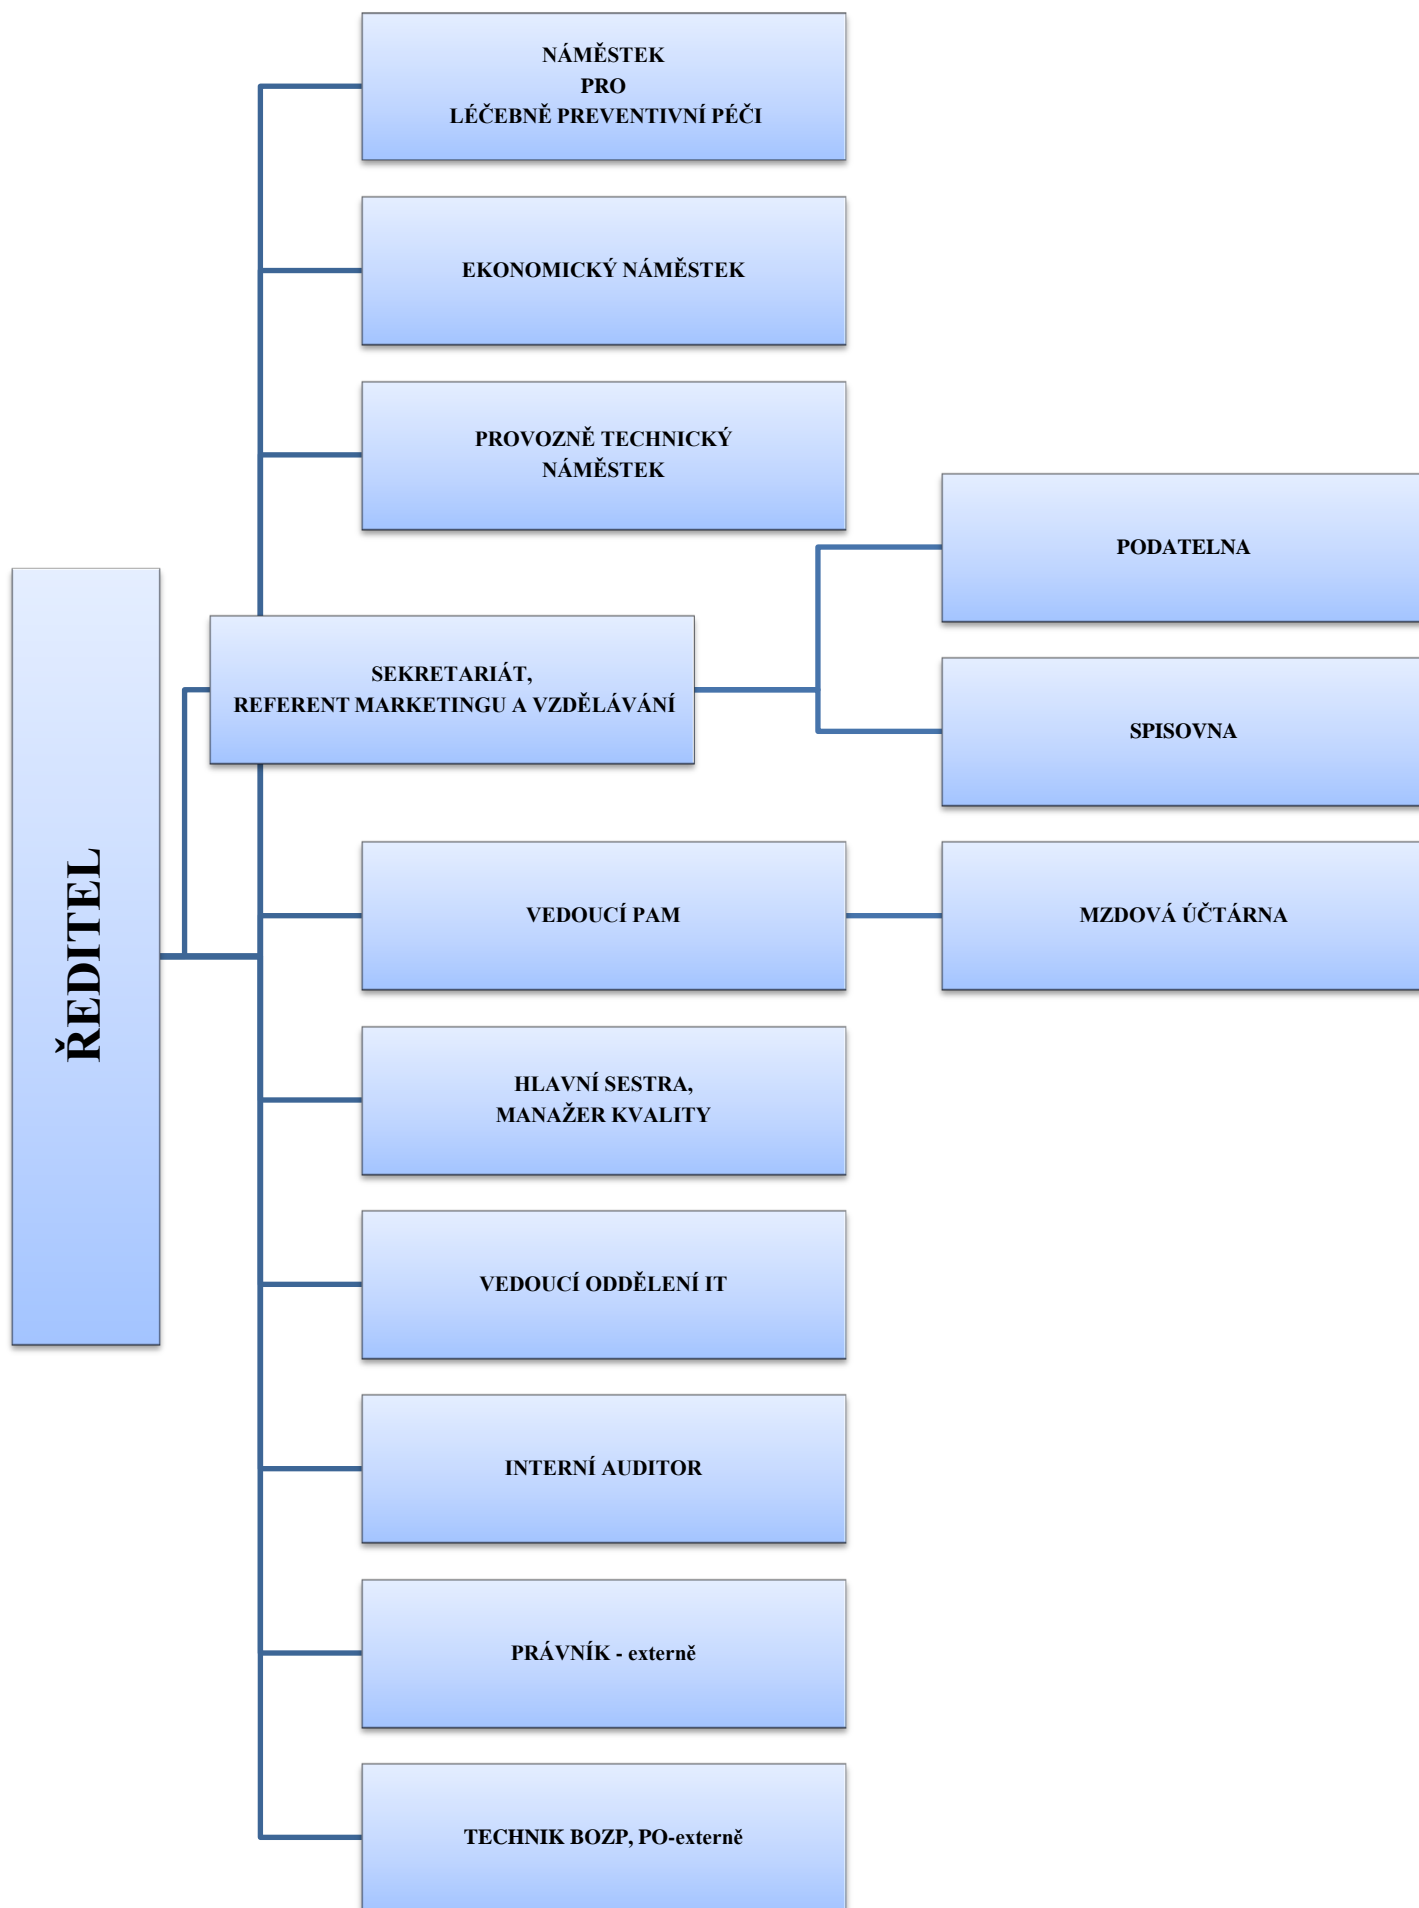 NÁMĚSTEK
PRO
LÉČEBNĚ PREVENTIVNÍ PÉČI
EKONOMICKÝ NÁMĚSTEK
PROVOZNĚ TECHNICKÝ
NÁMĚSTEK
PODATELNA
SEKRETARIÁT,
REFERENT MARKETINGU A VZDĚLÁVÁNÍ
SPISOVNA
ŘEDITEL
VEDOUCÍ PAM
MZDOVÁ ÚČTÁRNA
HLAVNÍ SESTRA,
MANAŽER KVALITY
VEDOUCÍ ODDĚLENÍ IT
INTERNÍ AUDITOR
PRÁVNÍK - externě
TECHNIK BOZP, PO-externě